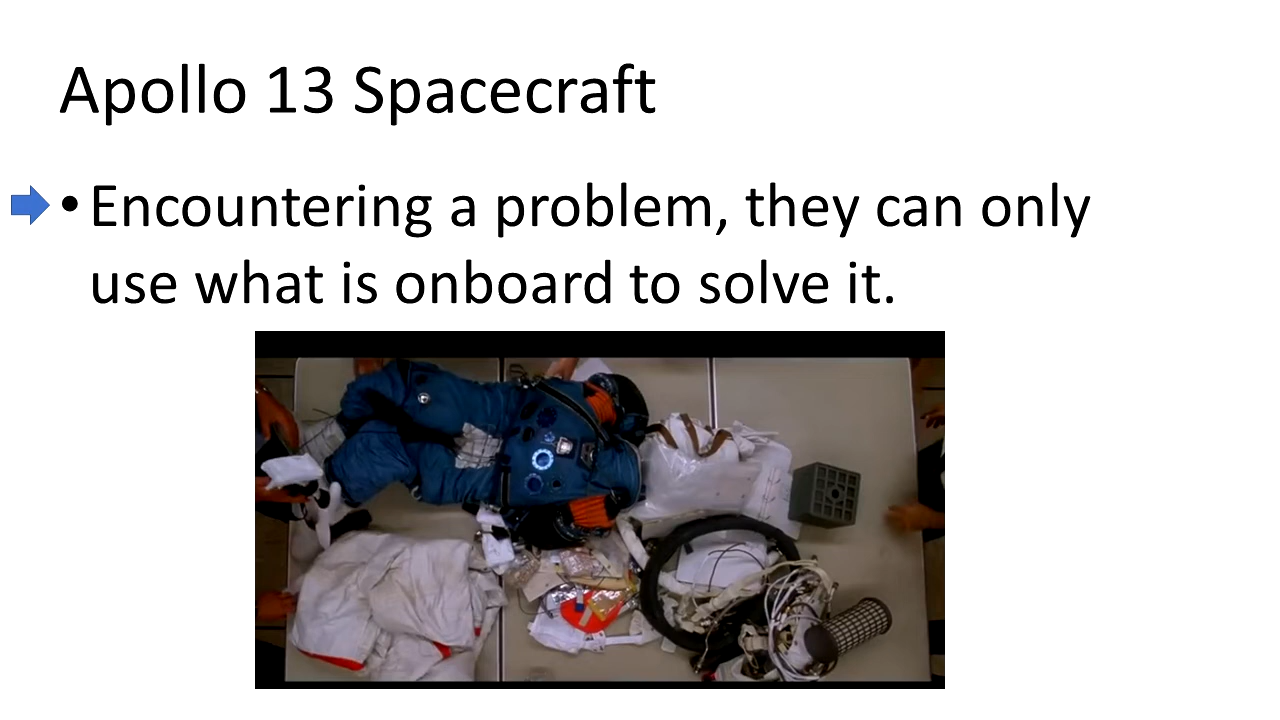 Apollo 13 Spacecraft
• Encountering a problem, they can only
use what is onboard to solve it.